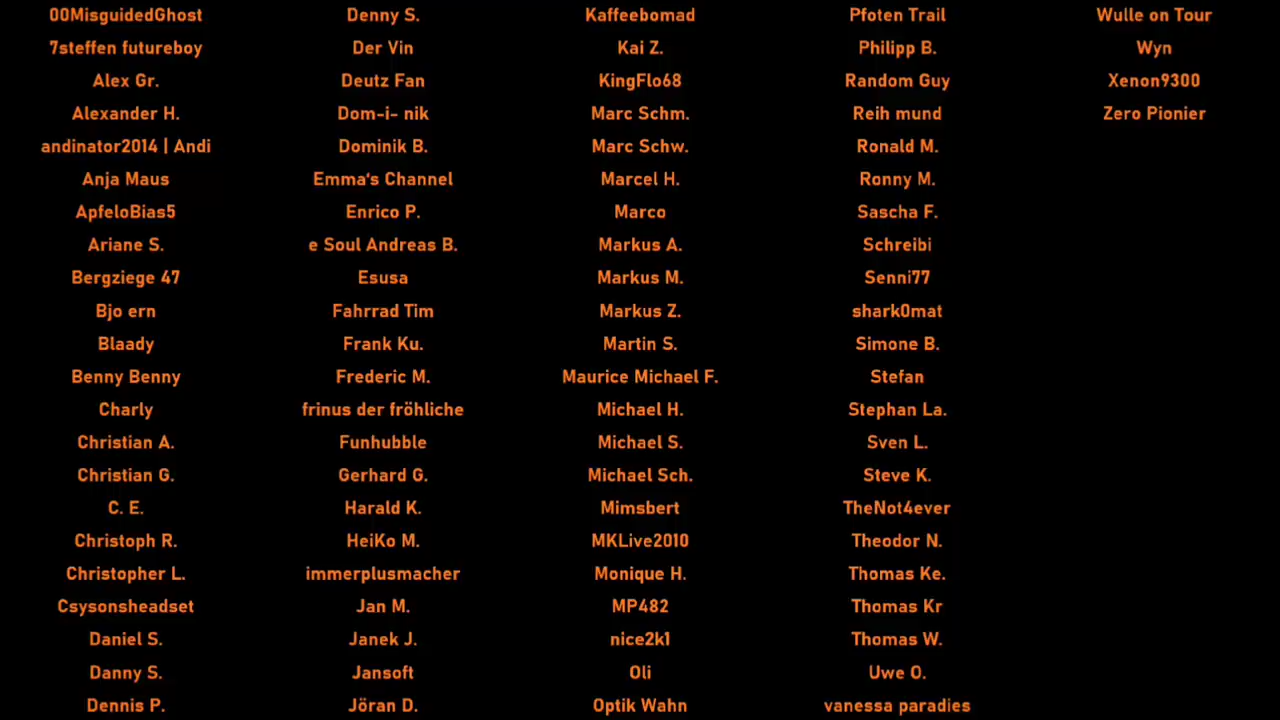 00MisguidedGhost
7steffen futureboy
Alex Gr.
Alexander H.
andinator2014 | Andi
Anja Maus
ApfeloBias5
Ariane S.
Bergziege 47
Bjo ern
Blaady
Benny Benny
Charly
Christian A.
Christian G.
C. E.
Christoph R.
Christopher L.
Csysonsheadset
Daniel S.
Danny S.
Dennis P.
Denny S.
Der Vin
Deutz Fan
Dom-i- nik
Dominik B.
Emma's Channel
Enrico P.
e Soul Andreas B.
Esusa
Fahrrad Tim
Frank Ku.
Frederic M.
frinus der fröhliche
Funhubble
Gerhard G.
Harald K.
HeiKo M.
immerplusmacher
Jan M.
Janek J.
Jansoft
Jöran D.
Kaffeebomad
Kai Z.
KingFlo68
Marc Schm.
Marc Schw.
Marcel H.
Marco
Markus A.
Markus M.
Markus Z.
Martin S.
Maurice Michael F.
Michael H.
Michael S.
Michael Sch.
Mimsbert
MKLive2010
Monique H.
MP482
nice2k1
Oli
Optik Wahn
Pfoten Trail
Philipp B.
Random Guy
Reih mund
Ronald M.
Ronny M.
Sascha F.
Schreibi
Senni77
shark0mat
Simone B.
Stefan
Stephan La.
Sven L.
Steve K.
TheNot4ever
Theodor N.
Thomas Ke.
Thomas Kr
Thomas W.
Uwe O.
vanessa paradies
Wulle on Tour
Wyn
Xenon9300
Zero Pionier